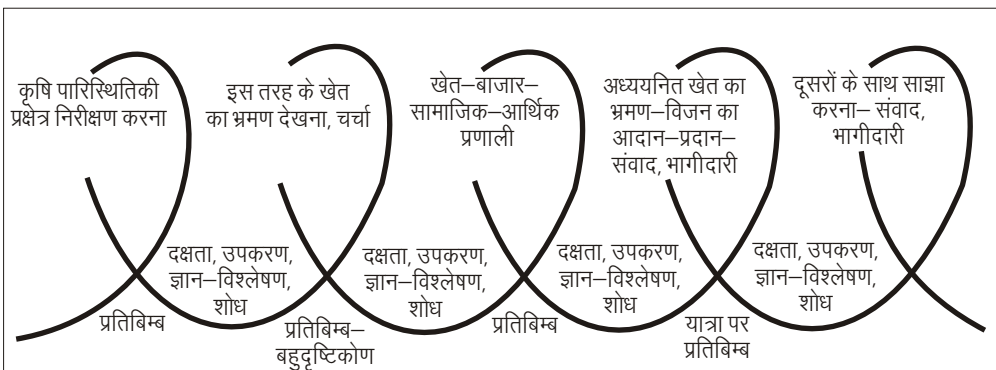 कृषि पारिस्थितिकी
प्रक्षेत्र निरीक्षण करना
इस तरह के खेत
का भ्रमण देखना, चर्चा
खेत–बाजार–
सामाजिक–आर्थिक
प्रणाली
अध्ययनित खेत का
भ्रमण–विजन का
आदान–प्रदान–
संवाद, भागीदारी
दूसरों के साथ साझा
करना– संवाद,
भागीदारी
दक्षता, उपकरण,
ज्ञान–विश्लेषण,
शोध
दक्षता, उपकरण,
ज्ञान–विश्लेषण,
शोध
दक्षता, उपकरण,
ज्ञान–विश्लेषण,
शोध
दक्षता, उपकरण,
ज्ञान–विश्लेषण,
शोध
प्रतिबिम्ब
प्रतिबिम्ब–
बहुदृष्टिकोण
प्रतिबिम्ब
यात्रा पर
प्रतिबिम्ब